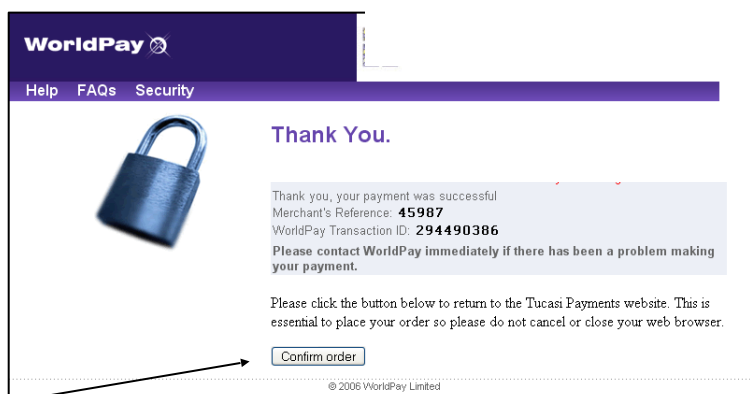 WorldPay
Help FAQs Security
Thank You.
Thank you, your payment was successful
Merchant's Reference: 45987
WorldPay Transaction ID: 294490386
Please contact WorldPay immediately if there has been a problem making
your payment.
Please click the button below to return to the Tucasi Payments website. This is
essential to place your order so please do not cancel or close your web browser.
Confirm order
© 2006 WorldPay Limited